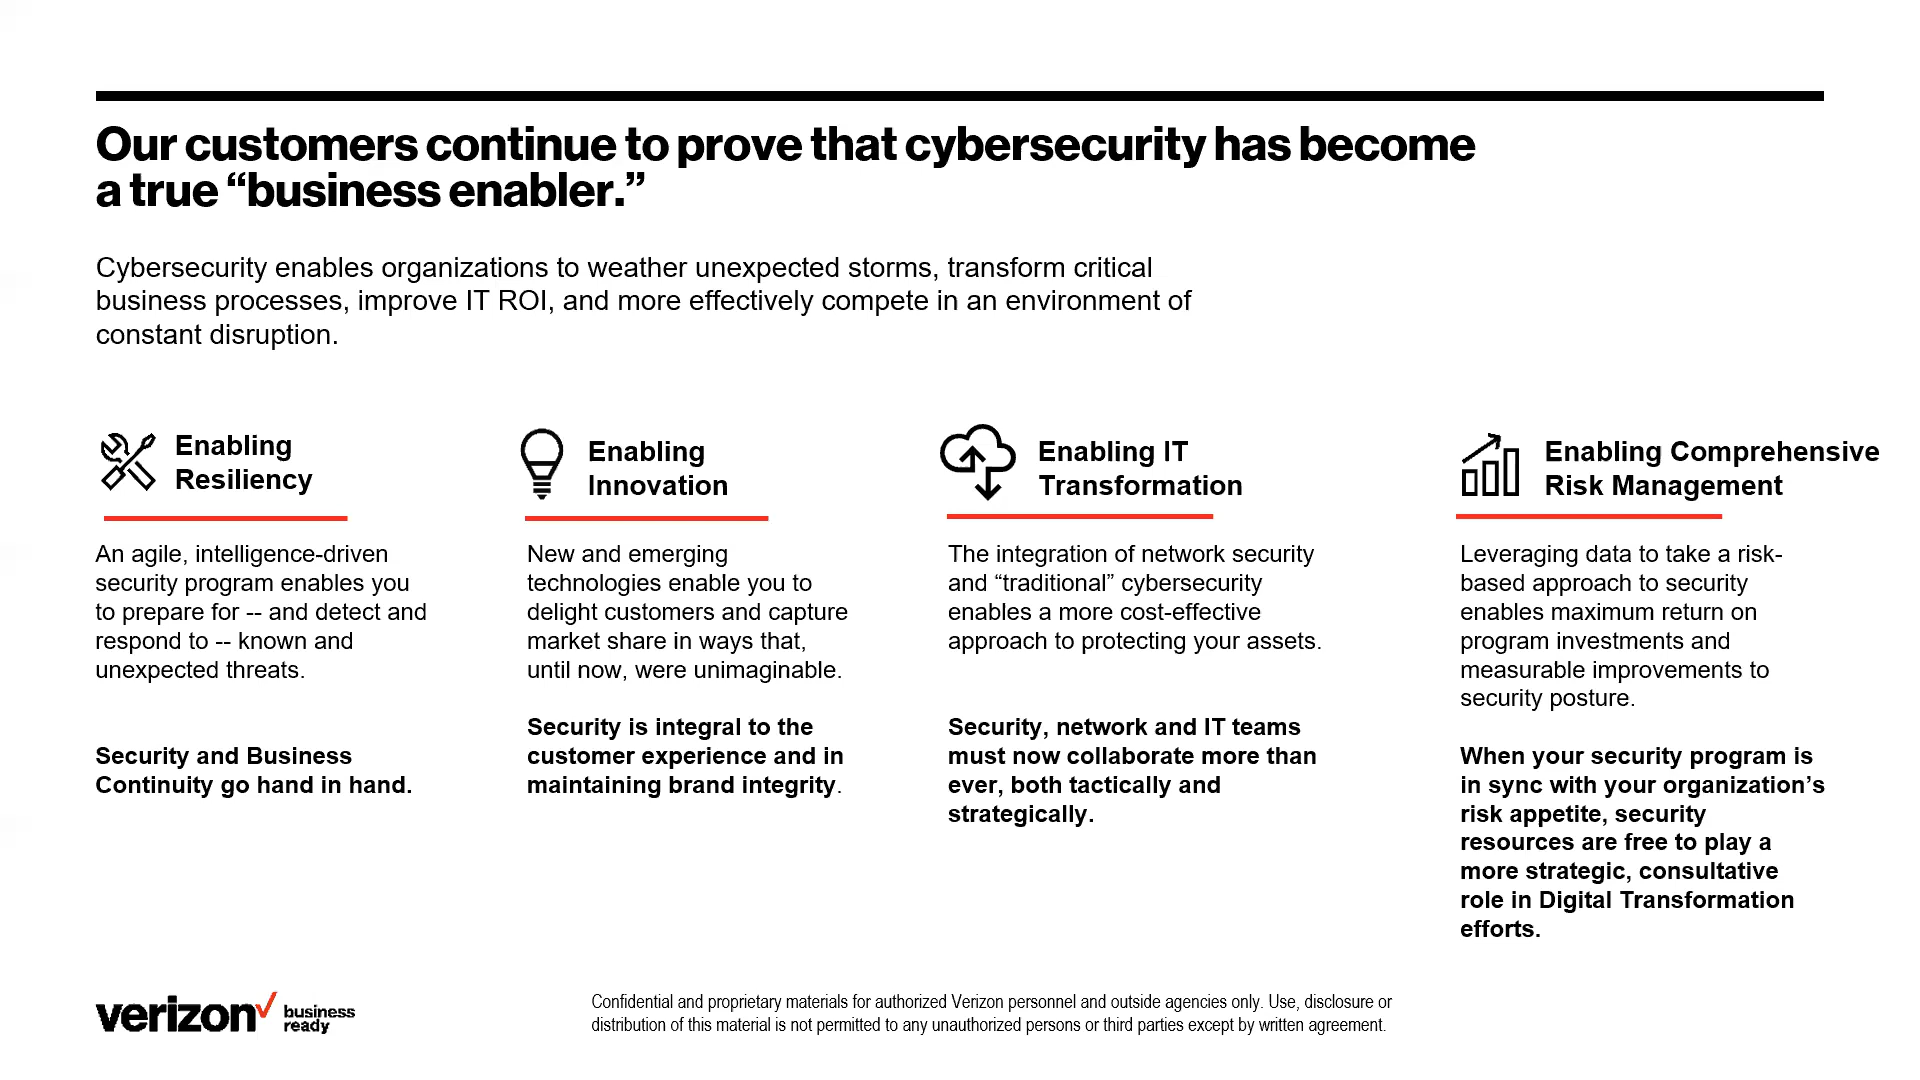 Our customers continue to prove that cybersecurity has become
a true “business enabler.”
Cybersecurity enables organizations to weather unexpected storms, transform critical
business processes, improve IT ROI, and more effectively compete in an environment of
constant disruption.
Enabling
Resiliency
An agile, intelligence-driven
security program enables you
to prepare for -- and detect and
respond to -- known and
unexpected threats.
Security and Business
Continuity go hand in hand.
Enabling
Innovation
New and emerging
technologies enable you to
delight customers and capture
market share in ways that,
until now, were unimaginable.
Security is integral to the
customer experience and in
maintaining brand integrity.
Enabling IT
Transformation
The integration of network security
and “traditional” cybersecurity
enables a more cost-effective
approach to protecting your assets.
Security, network and IT teams
must now collaborate more than
ever, both tactically and
strategically.
Enabling Comprehensive
Risk Management
Leveraging data to take a risk-
based approach to security
enables maximum return on
program investments and
measurable improvements to
security posture.
When your security program is
in sync with your organization’s
risk appetite, security
resources are free to play a
more strategic, consultative
role in Digital Transformation
efforts.
verizon business
ready
Confidential and proprietary materials for authorized Verizon personnel and outside agencies only. Use, disclosure or
distribution of this material is not permitted to any unauthorized persons or third parties except by written agreement.